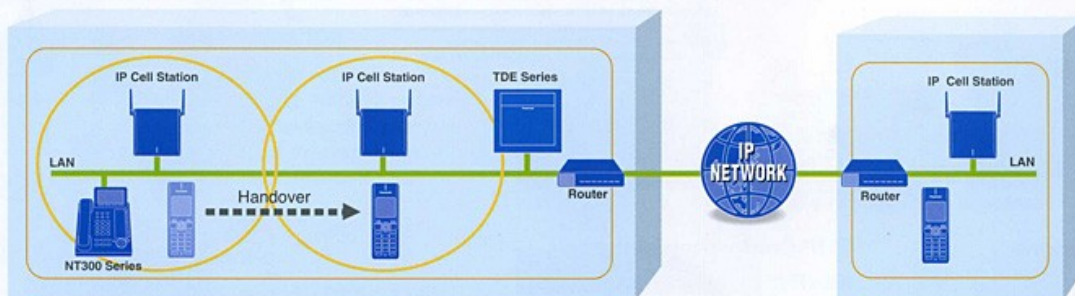 IP Cell Station
IP Cell Station
TDE Series
LAN
Handover
NT300 Series
Router
IP
NETWORK
IP Cell Station
LAN
Router